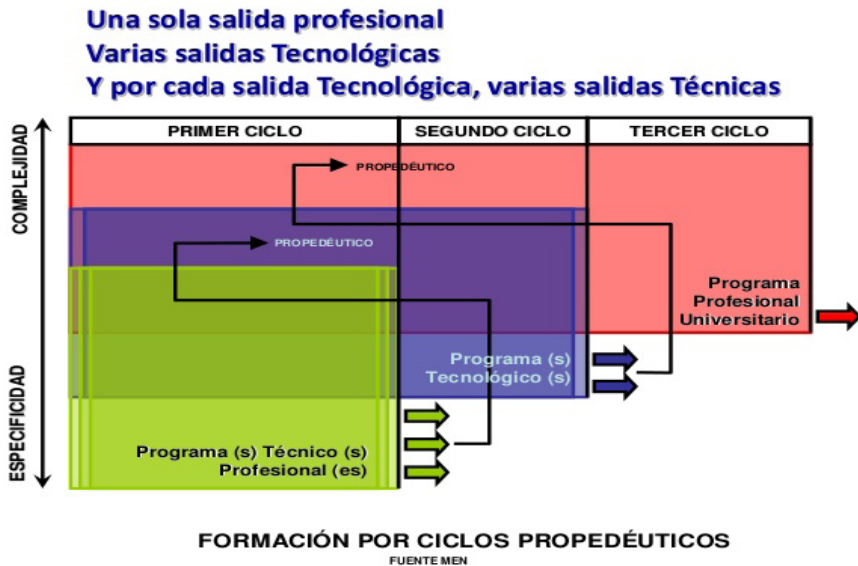 Una sola salida profesional
Varias salidas Tecnológicas
Y por cada salida Tecnológica, varias salidas Técnicas
COMPLEJIDAD
ESPECIFICIDAD
PRIMER CICLO
SEGUNDO CICLO
TERCER CICLO
PROPEDÉUTICO
PROPEDÉUTICO
Programa
Profesional
Universitario
Programa (s)
Tecnológico (s)
Programa (s) Técnico (s)
Profesional (es)
FORMACIÓN POR CICLOS PROPEDÉUTICOS
FUENTE MEN